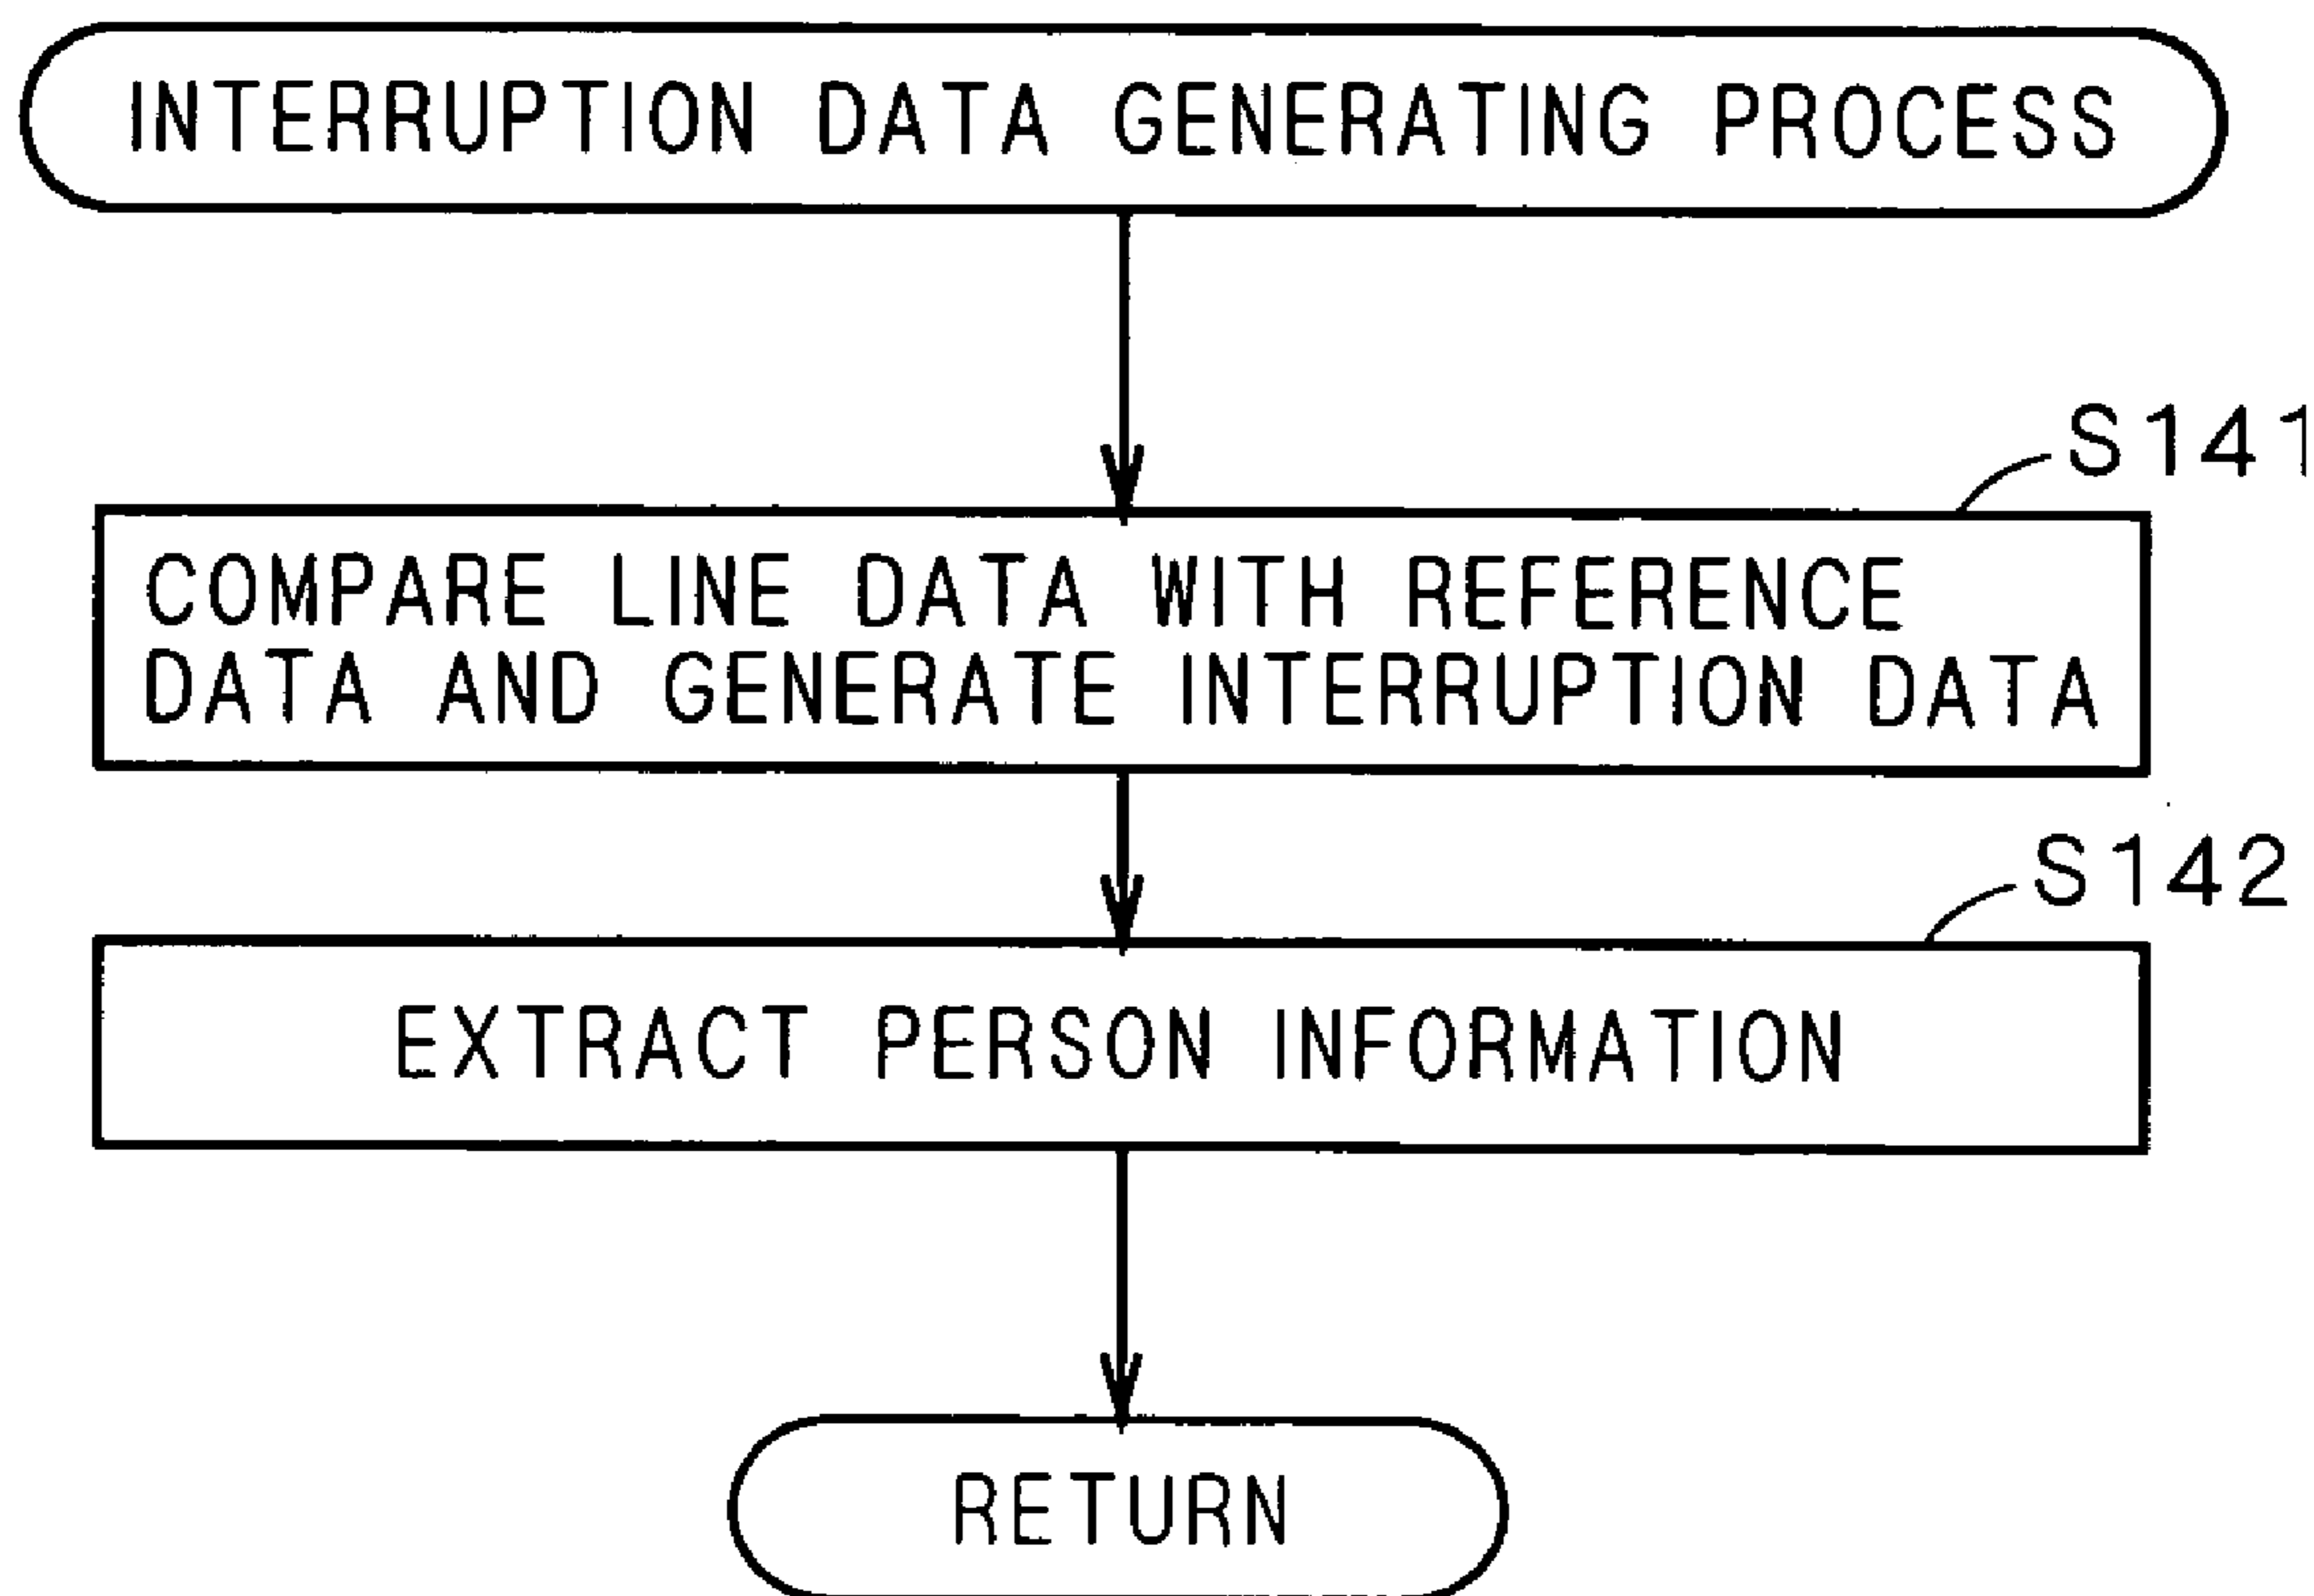 INTERRUPTION DATA GENERATING PROCESS
S141
COMPARE LINE DATA WITH REFERENCE
DATA AND GENERATE INTERRUPTION DATA
S142
EXTRACT PERSON INFORMATION
RETURN